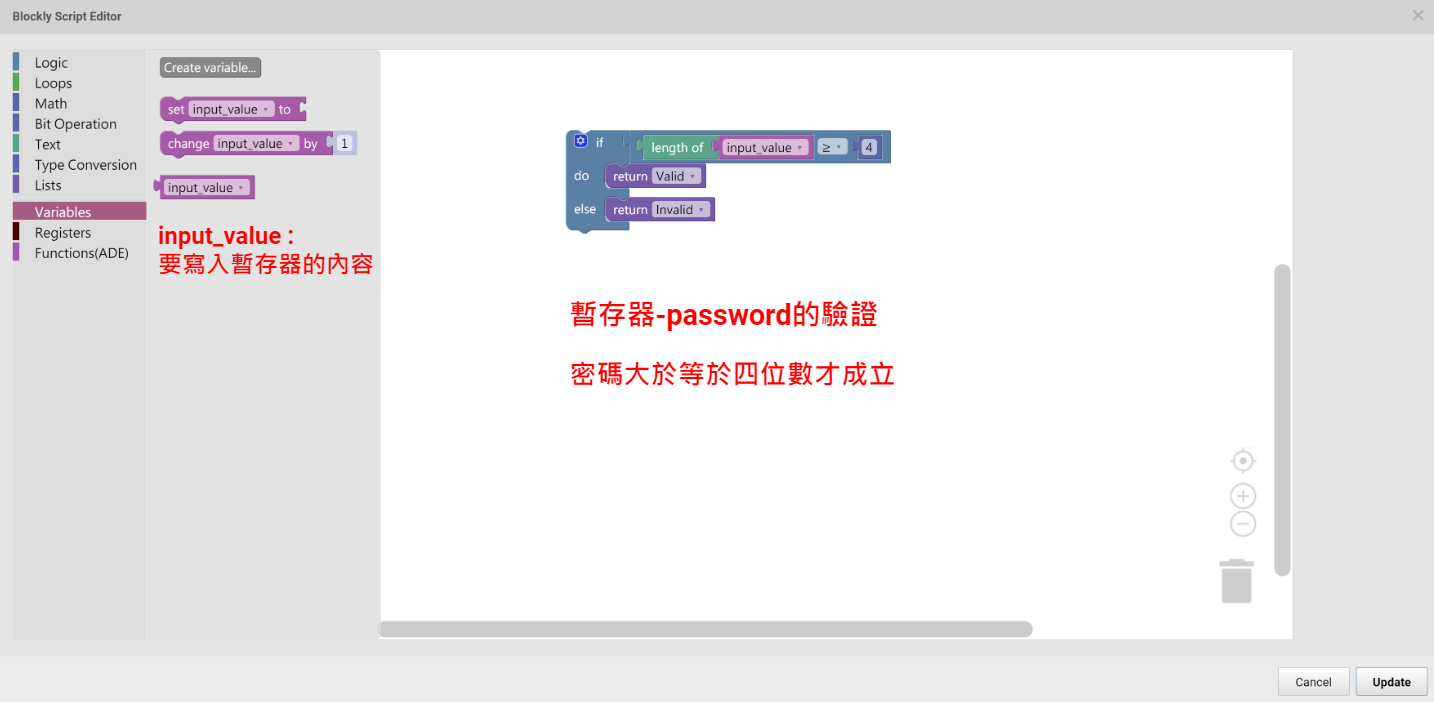 Blockly Script Editor
Logic
Loops
Math
Bit Operation
Text
Type Conversion
Lists
Variables
Registers
Functions(ADE)
Create variable...
set input_value to
change input_value by 1
input_value
input_value :
要寫入暫存器的內容
if length of input_value ≥ 4
do return Valid
else return Invalid
暫存器-password的驗證
密碼大於等於四位數才成立
Cancel
Update